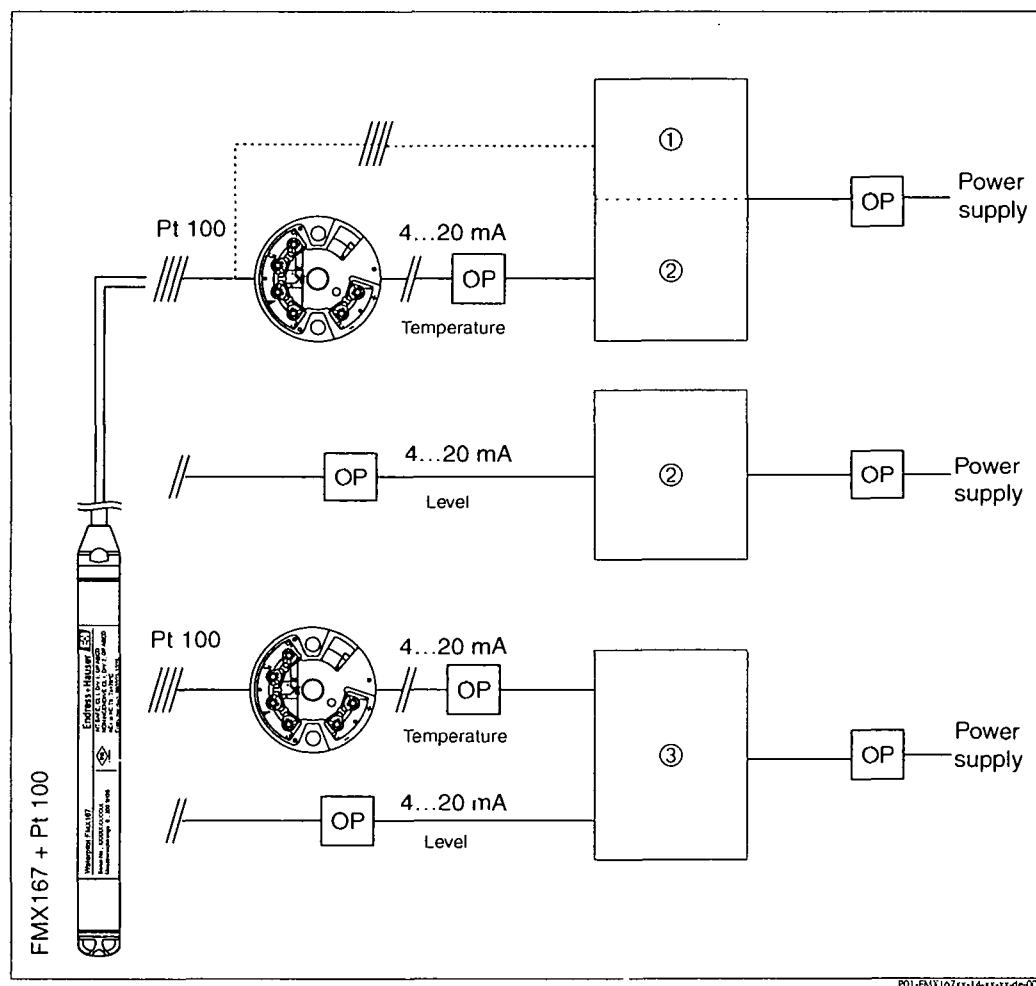 ①
Power
supply
OP
Pt 100
4...20 mA
OP
②
Temperature
4...20 mA
OP
Level
②
OP
Power
supply
Pt 100
4...20 mA
OP
Temperature
③
OP
Power
supply
4...20 mA
OP
Level
FMX167 + Pt 100
Endress+Hauser
Waterpilot FMX167